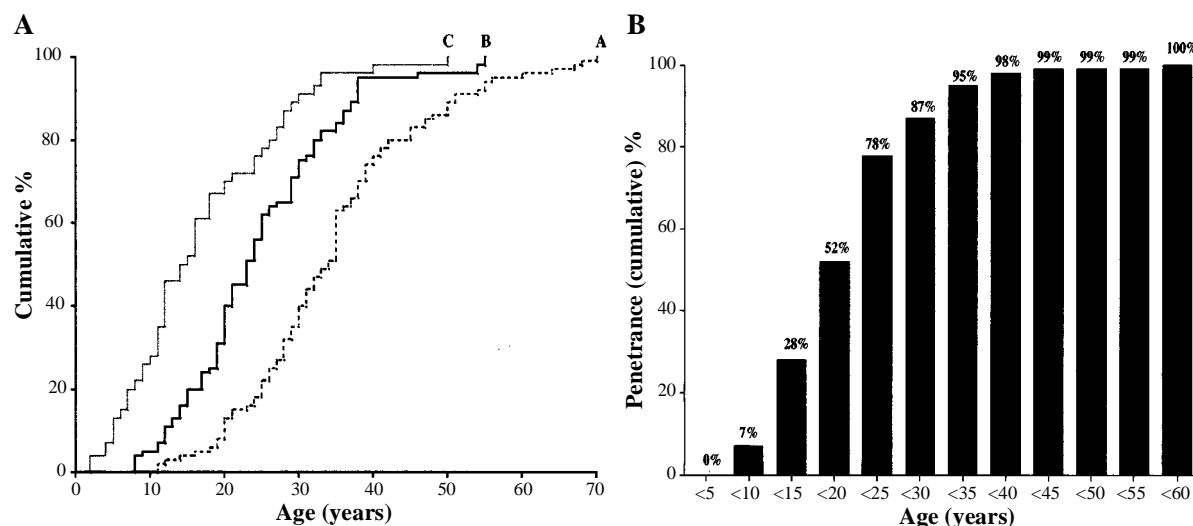 A
C B A
100
80
60
40
20
0
0 10 20 30 40 50 60 70
Cumulative %
Age (years)
B
100
80
60
40
20
0
0% 7% 28% 52% 78% 87% 95% 98% 99% 99% 99% 100%
<5 <10 <15 <20 <25 <30 <35 <40 <45 <50 <55 <60
Penetrance (cumulative) %
Age (years)